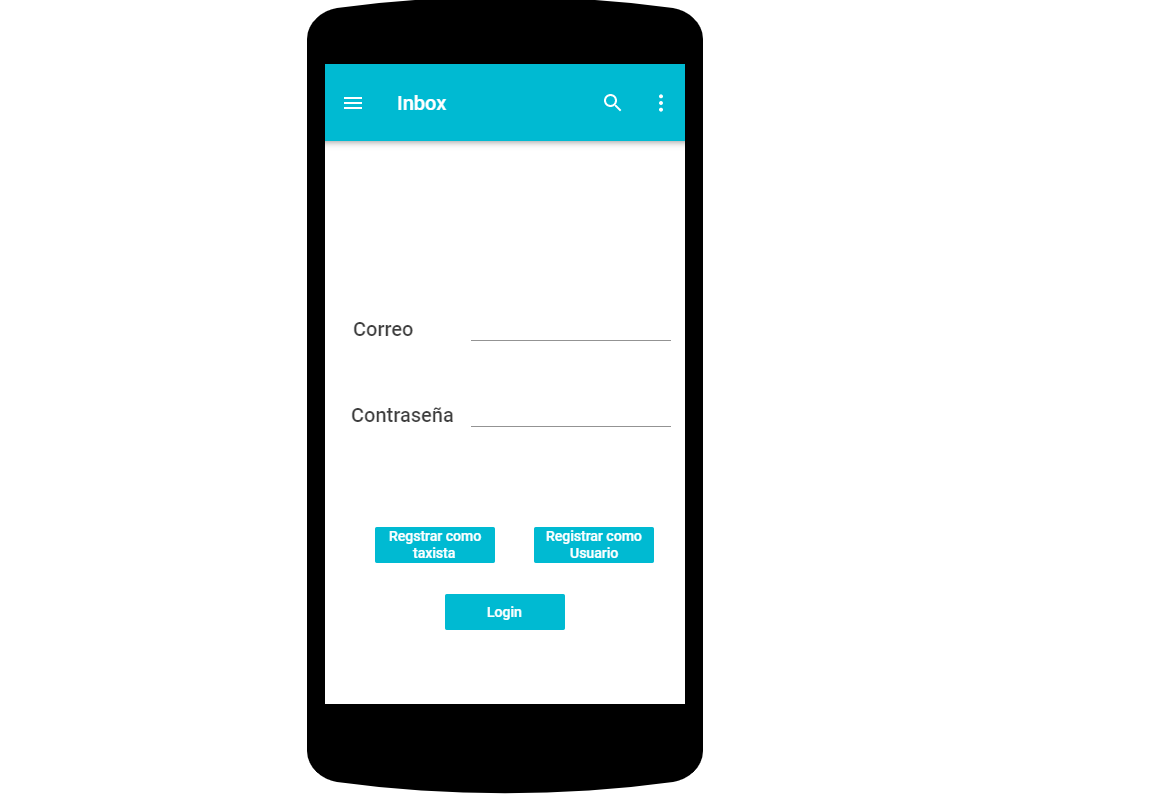 Inbox
Correo
Contraseña
Regstrar como
taxista
Registrar como
Usuario
Login